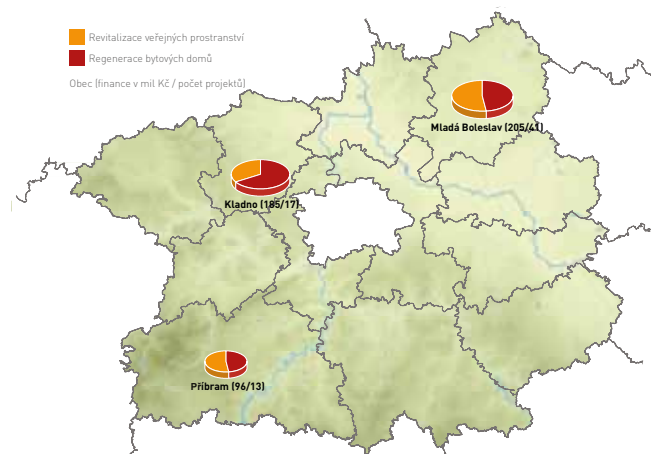 Revitalizace veřejných prostranství
Regenerace bytových domů
Obec (finance v mil Kč / počet projektů)
Mladá Boleslav (205/41)
Kladno (185/17)
Příbram (96/13)